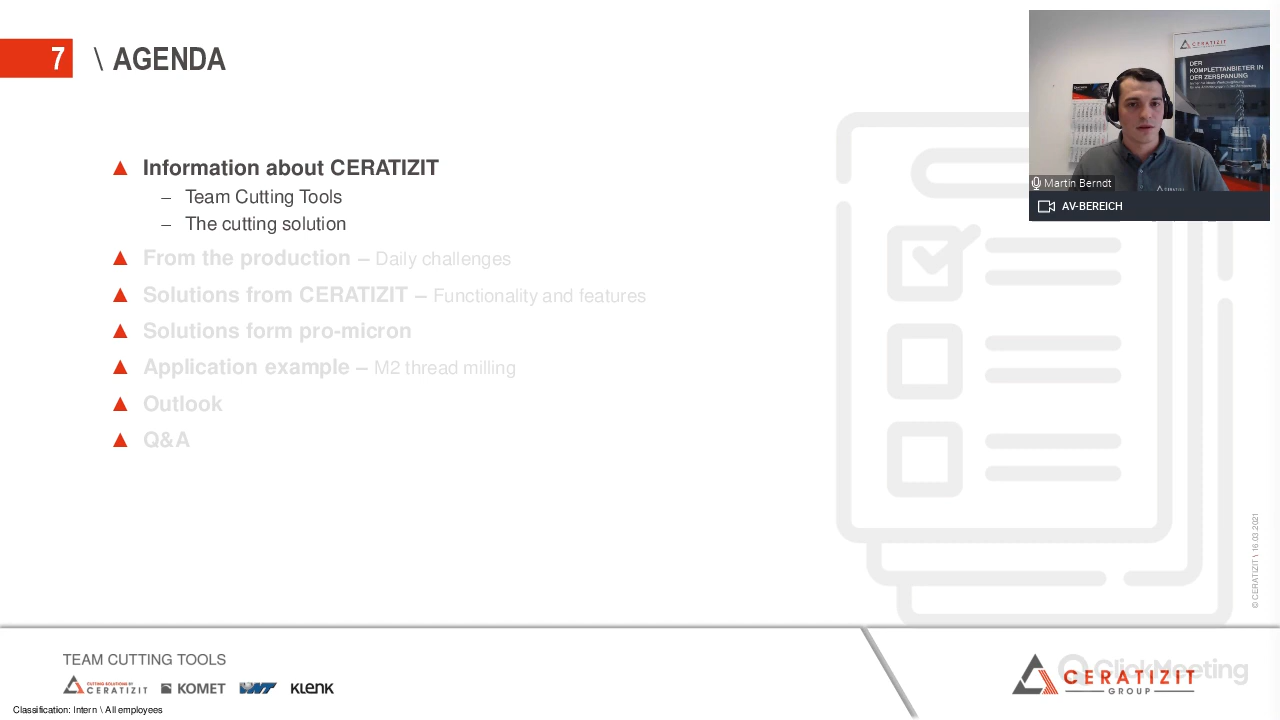 7 \ AGENDA
▲ Information about CERATIZIT
– Team Cutting Tools
– The cutting solution
▲ From the production – Daily challenges
▲ Solutions from CERATIZIT – Functionality and features
▲ Solutions form pro-micron
▲ Application example – M2 thread milling
▲ Outlook
▲ Q&A
CERATIZIT
DER
KOMPLETTANBIETER IN
DER ZERSPANUNG
Martin Berndt
AV-BEREICH
© CERATIZIT \ 16.03.2021
TEAM CUTTING TOOLS
CUTTING SOLUTIONS BY
CERATIZIT KOMET WNT KLENK
Classification: Intern \ All employees
ClickMeeting
CERATIZIT
GROUP